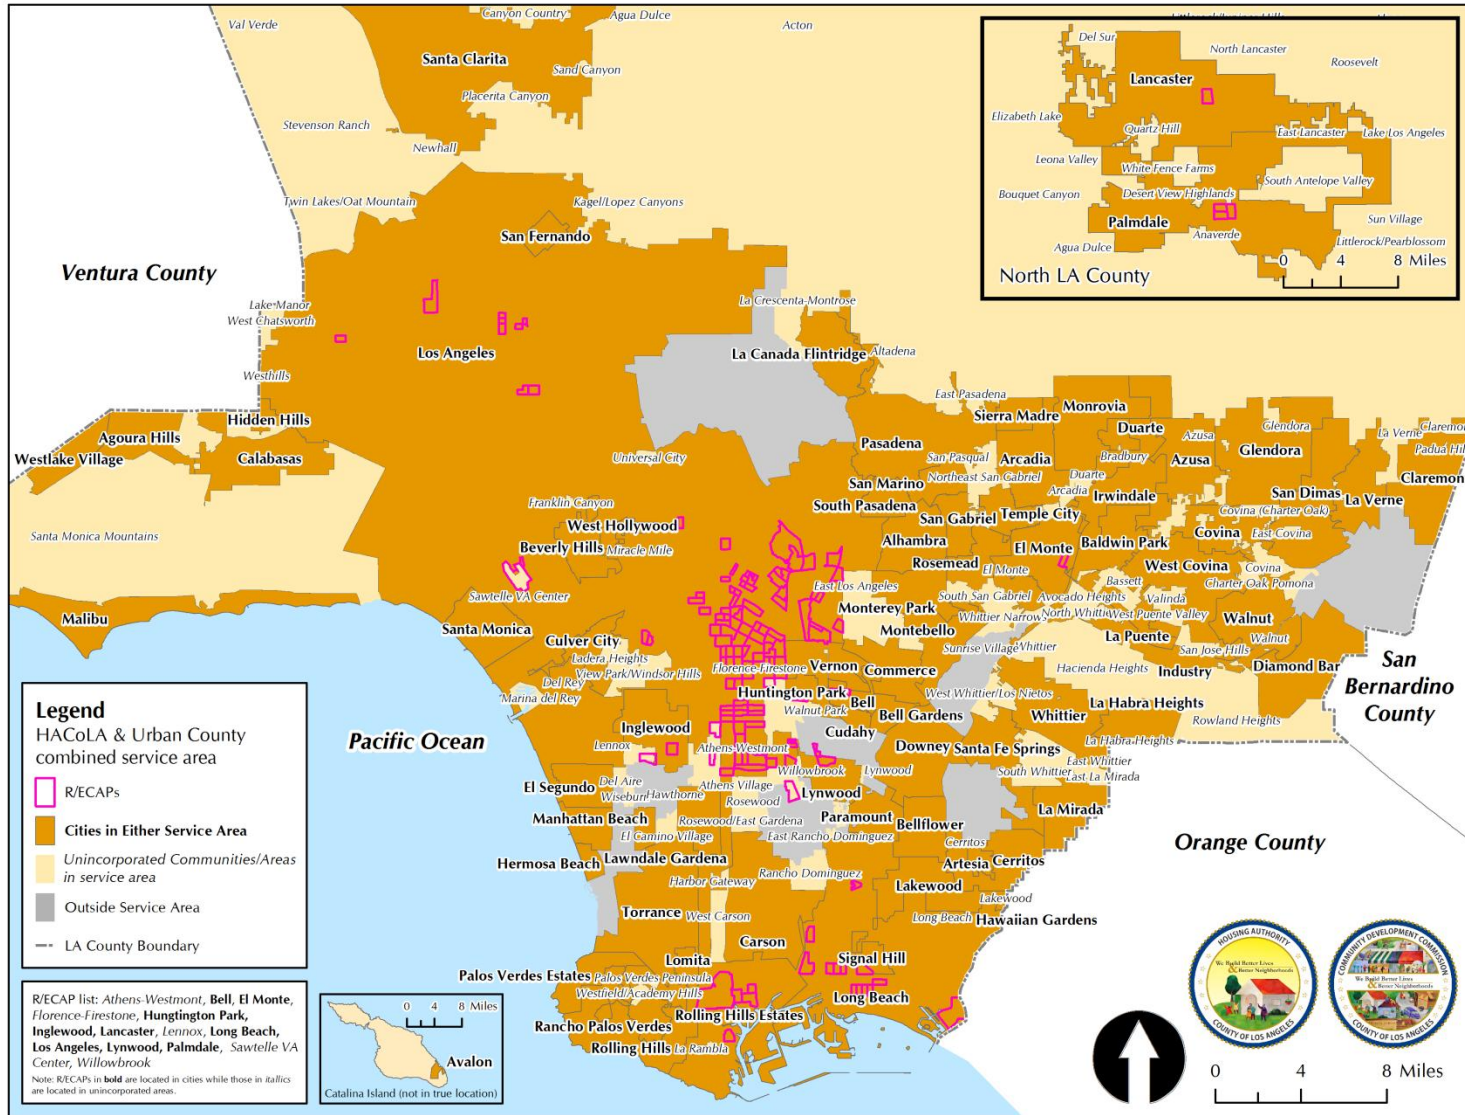 Val Verde
Canyon Country
Agua Dulce
Acton
Santa Clarita
Sand Canyon
Placerita Canyon
Stevenson Ranch
Newhall
Twin Lakes/Oat Mountain
Kagel/Lopez Canyons
San Fernando
Ventura County
Lake Manor
West Chatsworth
La Crescenta-Montrose
Los Angeles
La Canada Flintridge
Altadena
Westhills
Hidden Hills
Agoura Hills
Westlake Village
Calabasas
Universal City
East Pasadena
Sierra Madre
Monrovia
Duarte
Pasadena
San Pasqual
Arcadia
Bradbury
Azusa
Azusa
Glendora
Glendora
La Verne
Claremon
Padua Hil
Claremon
San Marino
Northeast San Gabriel
Duarte
Arcadia
Irwindale
San Dimas
La Verne
Franklin Canyon
West Hollywood
South Pasadena
San Gabriel
Temple City
Covina (Charter Oak)
Santa Monica Mountains
Beverly Hills
Miracle Mile
Alhambra
El Monte
Baldwin Park
Covina
East Covina
Rosemead
El Monte
West Covina
Covina
Sawtelle VA Center
East Los Angeles
Bassett
Charter Oak
Pomona
Malibu
Monterey Park
South San Gabriel
Avocado Heights
Valinda
Santa Monica
Montebello
Whittier Narrows
North Whittier
West Puente Valley
Walnut
Culver City
Sunrise Village
Whittier
La Puente
San Jose Hills
Walnut
Ladera Heights
View Park/Windsor Hills
Florence-Firestone
Vernon
Commerce
Hacienda Heights
Industry
Diamond Bar
San
Bernardino
County
Del Rey
Marina del Rey
Huntington Park
Bell
West Whittier/Los Nietos
La Habra Heights
Walnut Park
Bell Gardens
Whittier
Rowland Heights
Inglewood
Cudahy
Pacific Ocean
Lennox
Athens-Westmont
Downey
Santa Fe Springs
La Habra Heights
East Whittier
Willowbrook
Lynwood
South Whittier
East La Mirada
El Segundo
Del Aire
Wiseburn
Hawthorne
Athens Village
Rosewood
Lynwood
La Mirada
Manhattan Beach
Rosewood/East Gardena
Paramount
Bellflower
El Camino Village
East Rancho Dominguez
Cerritos
Orange County
Hermosa Beach
Lawndale
Gardena
Artesia
Cerritos
Harbor Gateway
Rancho Dominguez
Lakewood
Lakewood
Torrance
West Carson
Long Beach
Hawaiian Gardens
Carson
Signal Hill
Lomita
Palos Verdes Estates
Palos Verdes Peninsula
Westfield/Academy Hills
Long Beach
Rolling Hills Estates
Rancho Palos Verdes
Rolling Hills
La Rambla
Del Sur
North Lancaster
Roosevelt
Lancaster
Elizabeth Lake
Quartz Hill
East Lancaster
Lake Los Angeles
Leona Valley
White Fence Farms
South Antelope Valley
Bouquet Canyon
Desert View Highlands
Palmdale
Sun Village
Anaverde
Agua Dulce
Littlerock/Pearblossom
0 4 8 Miles
North LA County
Legend
HACoLA & Urban County
combined service area
R/ECAPs
Cities in Either Service Area
Unincorporated Communities/Areas
in service area
Outside Service Area
LA County Boundary
R/ECAP list: Athens-Westmont, Bell, El Monte,
Florence-Firestone, Hungtington Park,
Inglewood, Lancaster, Lennox, Long Beach,
Los Angeles, Lynwood, Palmdale, Sawtelle VA
Center, Willowbrook
Note: R/ECAPs in bold are located in cities while those in itallics
are located in unincorporated areas.
0 4 8 Miles
Avalon
Catalina Island (not in true location)
HOUSING AUTHORITY
We Build Better Lives
& Better Neighborhoods
COUNTY OF LOS ANGELES
COMMUNITY DEVELOPMENT COMMISSION
We Build Better Lives
& Better Neighborhoods
COUNTY OF LOS ANGELES
0 4 8 Miles